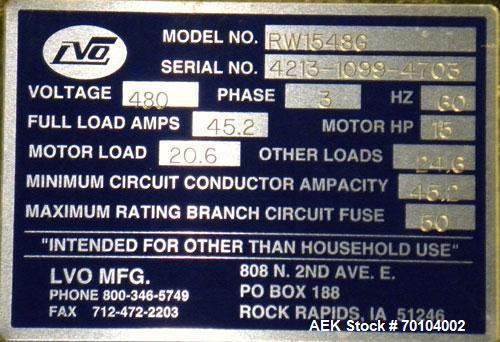 LVO
MODEL NO. RW1548G
SERIAL NO. 4213-1099-4703
VOLTAGE 480 PHASE 3 HZ 60
FULL LOAD AMPS 45.2 MOTOR HP 15
MOTOR LOAD 20.6 OTHER LOADS 24.6
MINIMUM CIRCUIT CONDUCTOR AMPACITY 45.2
MAXIMUM RATING BRANCH CIRCUIT FUSE 50
"INTENDED FOR OTHER THAN HOUSEHOLD USE"
LVO MFG. 808 N. 2ND AVE. E.
PHONE 800-346-5749 PO BOX 188
FAX 712-472-2203 ROCK RAPIDS, IA 51246
AEK Stock # 70104002